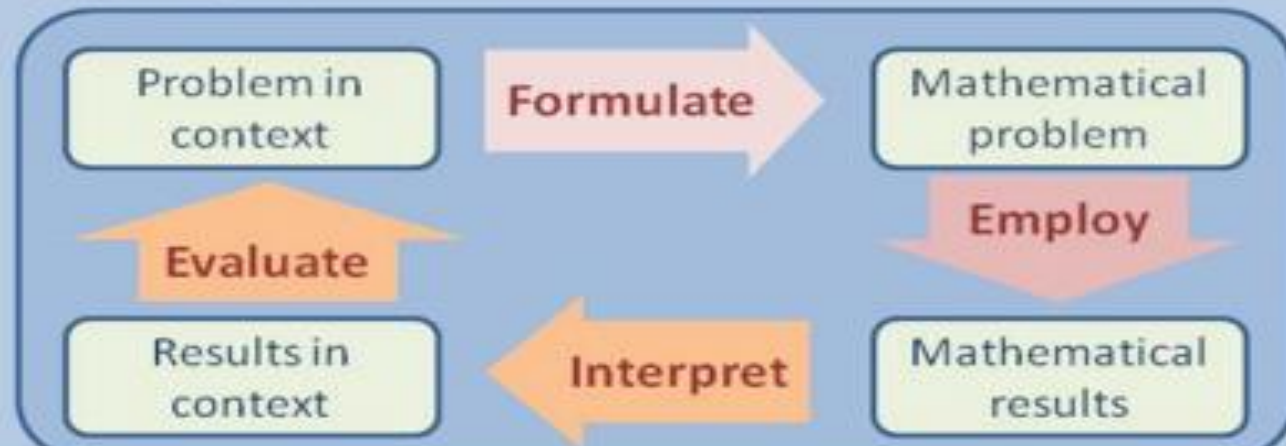 Problem in
context
Formulate
Mathematical
problem
Employ
Mathematical
results
Interpret
Results in
context
Evaluate